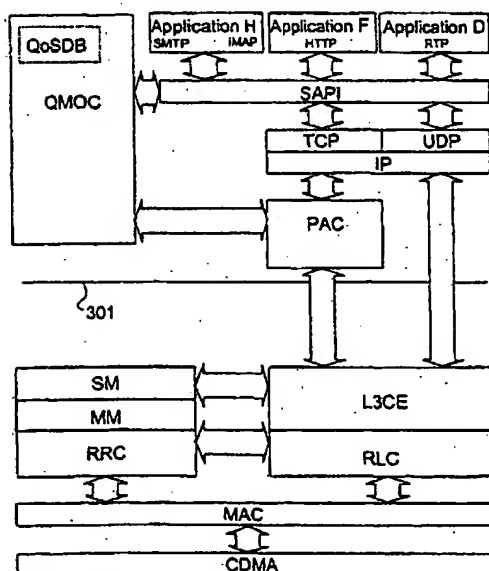 QoSDB
QMOC
Application H
SMTP IMAP
Application F
HTTP
Application D
RTP
SAPI
TCP UDP
IP
PAC
301
SM
MM
RRC
L3CE
RLC
MAC
CDMA